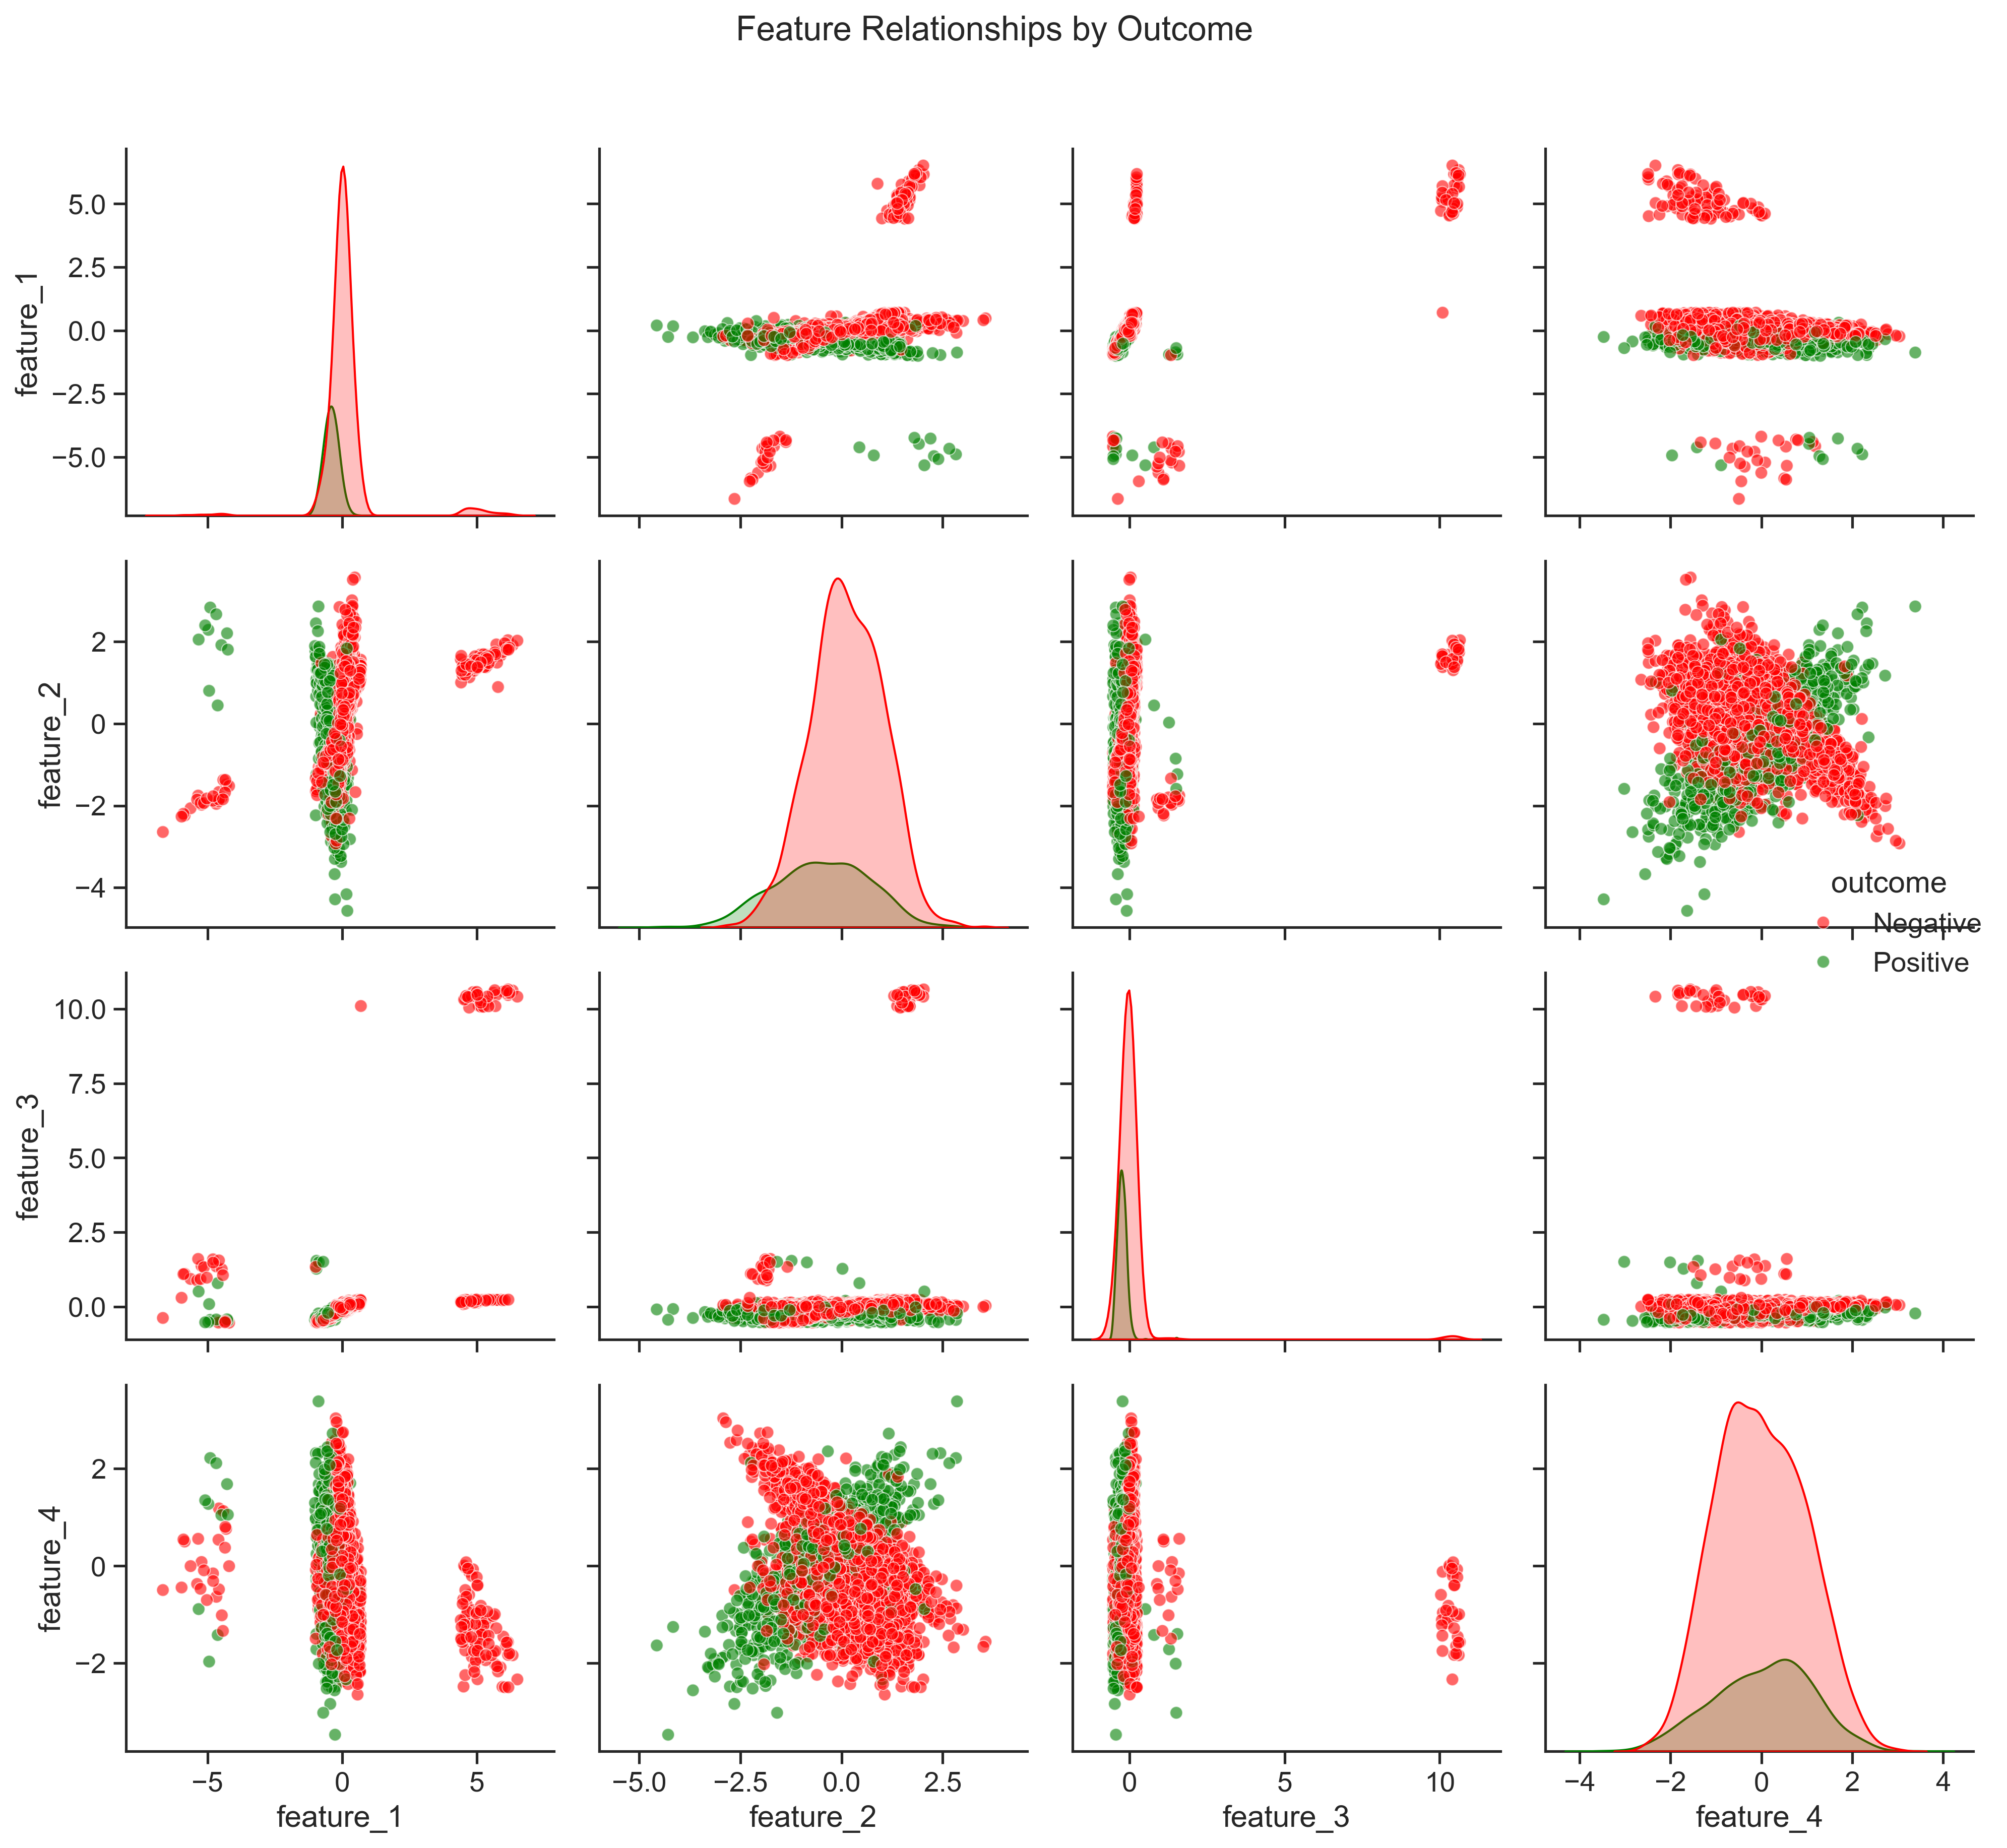 Feature Relationships by Outcome
feature_1
5.0
2.5
0.0
−2.5
−5.0
feature_2
2
0
−2
−4
outcome
Negative
Positive
feature_3
10.0
7.5
5.0
2.5
0.0
feature_4
2
0
−2
−5 0 5
−5.0 −2.5 0.0 2.5
0 5 10
−4 −2 0 2 4
feature_1 feature_2 feature_3 feature_4